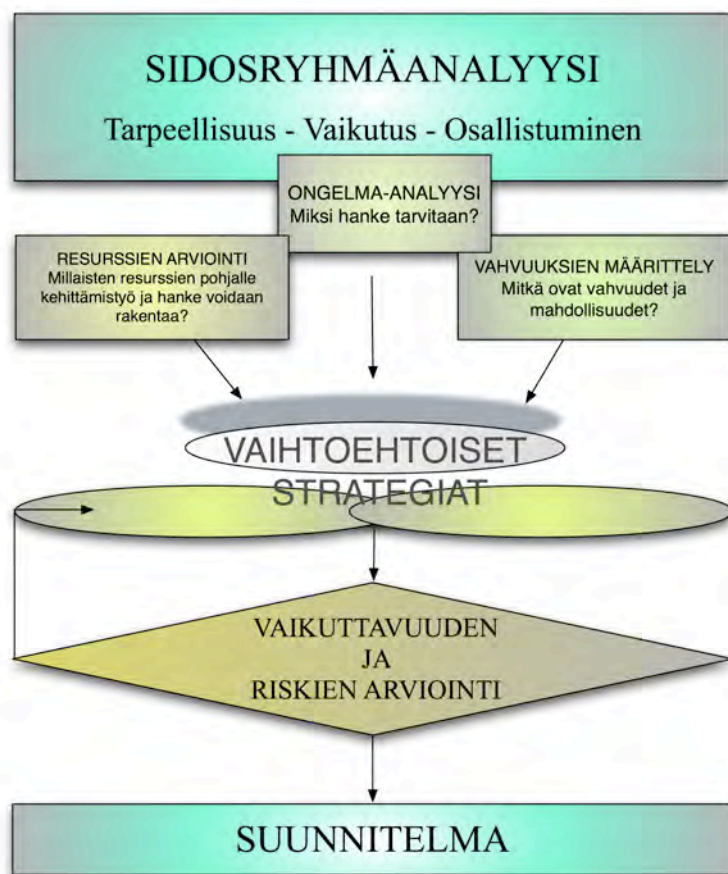 SIDOSRYHMÄANALYYSI
Tarpeellisuus - Vaikutus - Osallistuminen
ONGELMA-ANALYYSI
Miksi hanke tarvitaan?
RESURSSIEN ARVIOINTI
Millaisten resurssien pohjalle
kehittämistyö ja hanke voidaan
rakentaa?
VAHVUUKSIEN MÄÄRITTELY
Mitkä ovat vahvuudet ja
mahdollisuudet?
VAIHTOEHTOISET
STRATEGIAT
VAIKUTTAVUUDEN
JA
RISKIEN ARVIOINTI
SUUNNITELMA